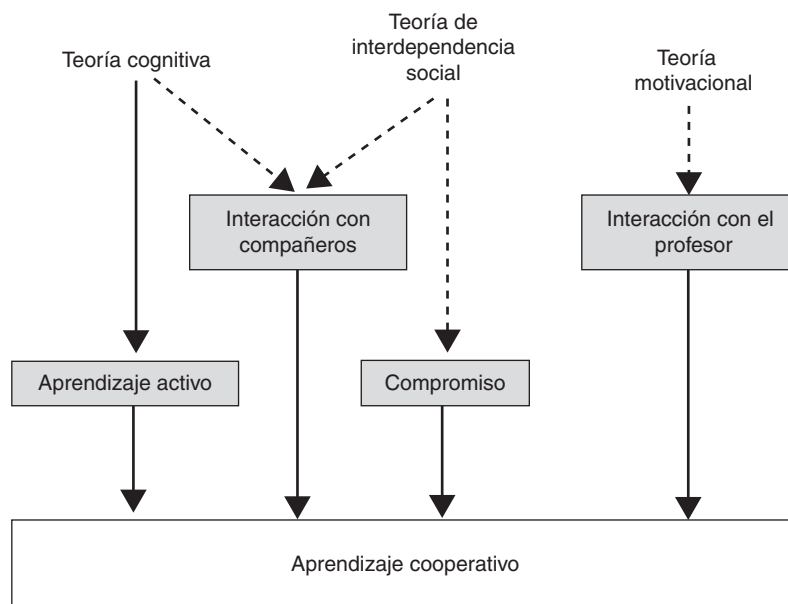 Teoría cognitiva
Teoría de
interdependencia
social
Teoría
motivacional
Interacción con
compañeros
Interacción con el
profesor
Aprendizaje activo
Compromiso
Aprendizaje cooperativo